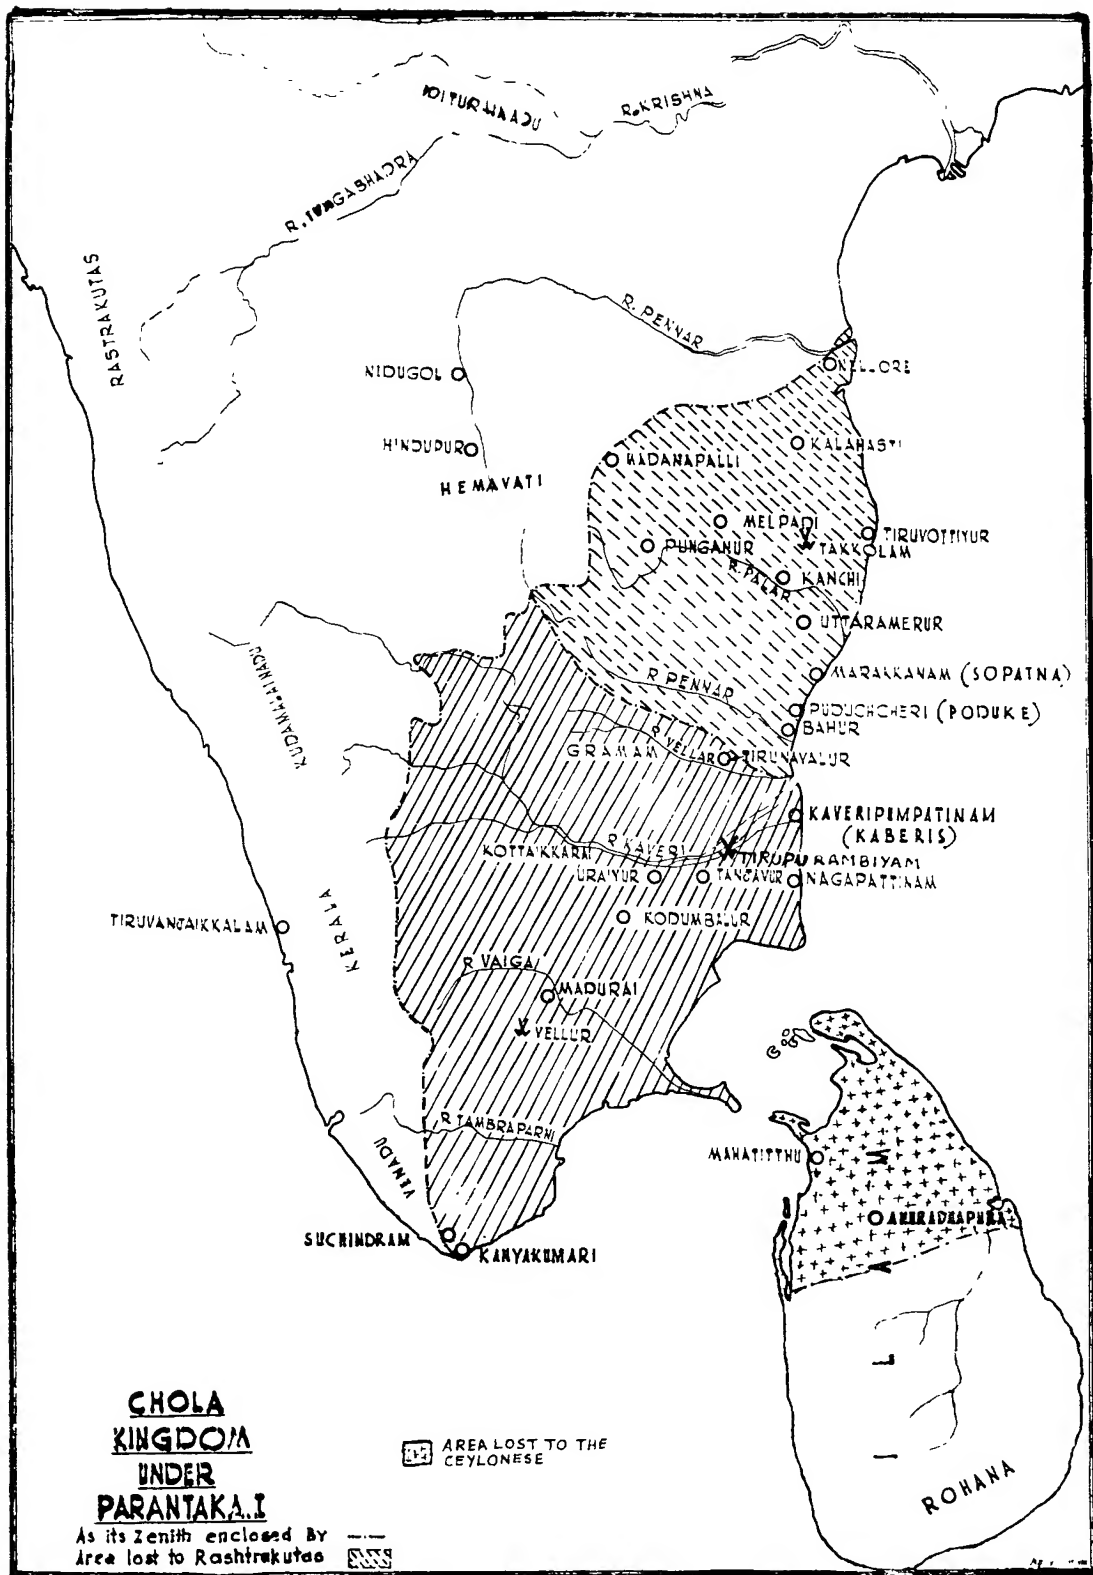 R. KRISHNA
R. TUNGABHADRA
RASTRAKUTAS
R. PENNAR
NELLORE
NIDUGOL
HINDUPUR
KALAHASTI
MADANAPALLI
HEMAVATI
MELPADI
TIRUVOTTIYUR
PUNGANUR
TAKKOLAM
R. PALAR
KANCHI
UTTARAMERUR
KUDAMALAINADU
R PENNAR
MARAKKANAM (SOPATNA)
PUDUCHCHERI (PODUKE)
BAHUR
R VELLAR
GRAMAM
TIRUNAVALUR
KAVERIPUMPATINAM
(KABERIS)
R KAVERI
KOTTAIKKARAI
TIRUPURAMBIYAM
URAIYUR
TANJAVUR
NAGAPATTINAM
KODUMBALUR
TIRUVANJAIKKALAM
KERALA
R VAIGAI
MADURAI
VELLUR
R TAMBRAPARNI
VENADU
MAHATITTHU
ANURADHAPURA
SUCHINDRAM
KANYAKUMARI
I L A M
ROHANA
CHOLA
KINGDOM
UNDER
PARANTAKA.I
As its Zenith enclosed By
Area lost to Rashtrakutas
AREA LOST TO THE
CEYLONESE